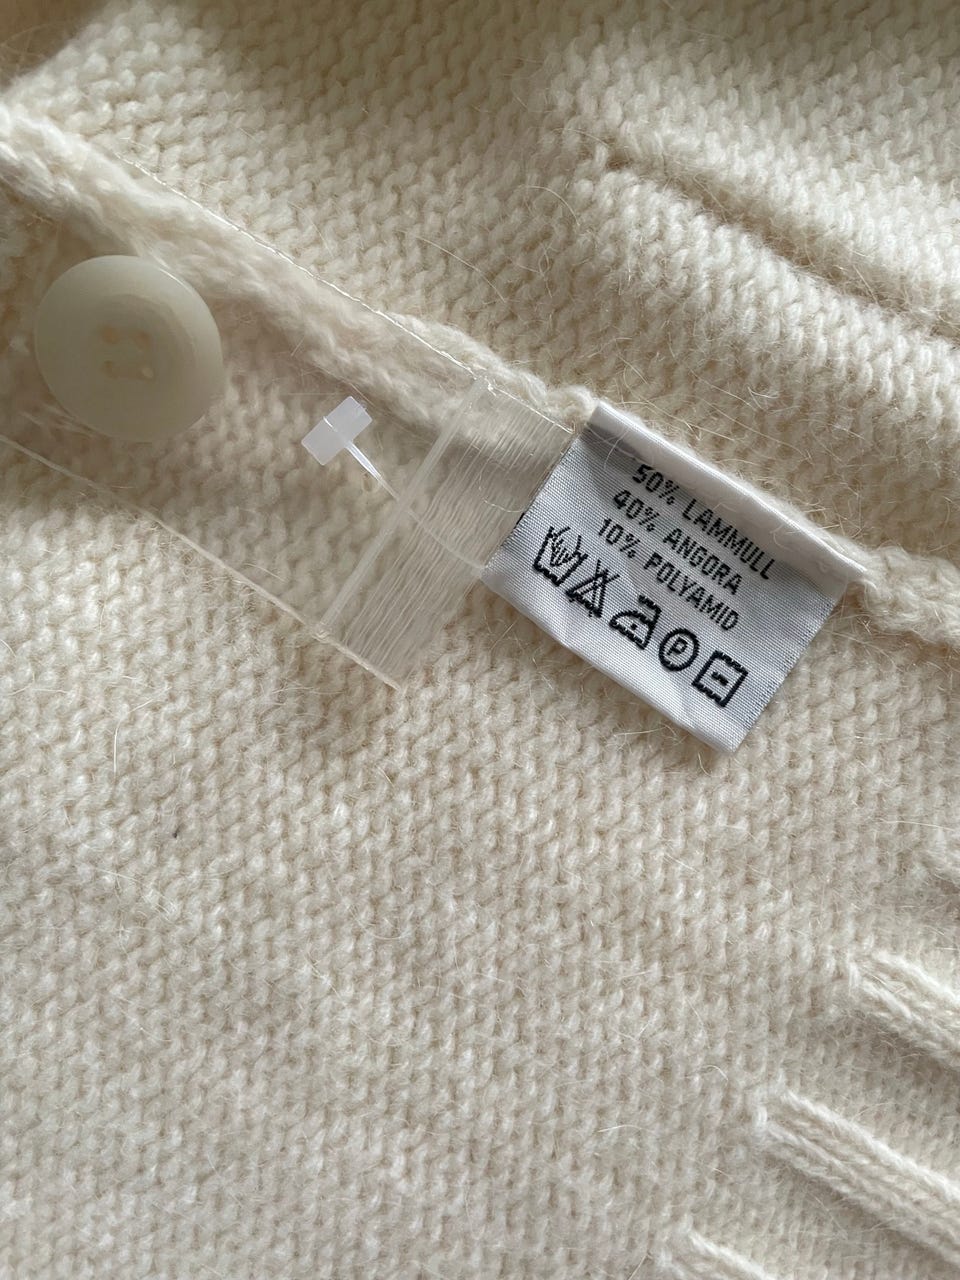 50% LAMMULL
40% ANGORA
10% POLYAMID
P